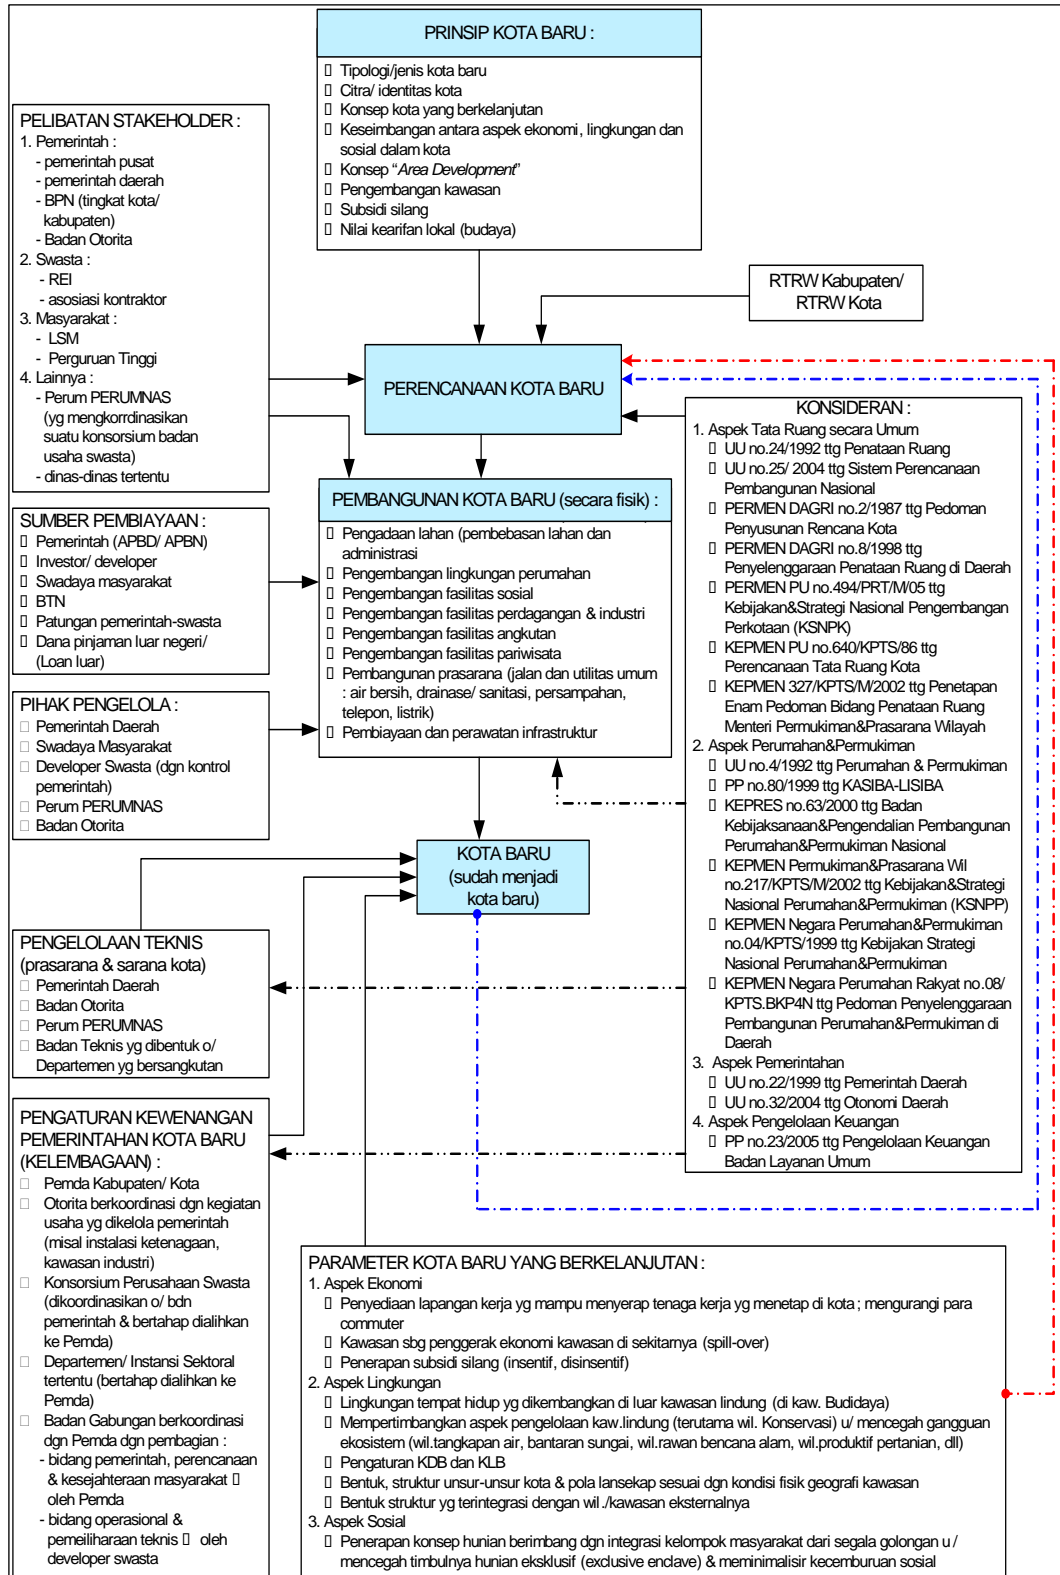 PRINSIP KOTA BARU :
Tipologi/jenis kota baru
Citra/ identitas kota
Konsep kota yang berkelanjutan
Keseimbangan antara aspek ekonomi, lingkungan dan
sosial dalam kota
Konsep “Area Development”
Pengembangan kawasan
Subsidi silang
Nilai kearifan lokal (budaya)
PELIBATAN STAKEHOLDER :
1. Pemerintah :
- pemerintah pusat
- pemerintah daerah
- BPN (tingkat kota/
kabupaten)
- Badan Otorita
2. Swasta :
- REI
- asosiasi kontraktor
3. Masyarakat :
- LSM
- Perguruan Tinggi
4. Lainnya :
- Perum PERUMNAS
(yg mengkorrdinasikan
suatu konsorsium badan
usaha swasta)
- dinas-dinas tertentu
RTRW Kabupaten/
RTRW Kota
PERENCANAAN KOTA BARU
SUMBER PEMBIAYAAN :
Pemerintah (APBD/ APBN)
Investor/ developer
Swadaya masyarakat
BTN
Patungan pemerintah-swasta
Dana pinjaman luar negeri/
(Loan luar)
PEMBANGUNAN KOTA BARU (secara fisik) :
Pengadaan lahan (pembebasan lahan dan
administrasi
Pengembangan lingkungan perumahan
Pengembangan fasilitas sosial
Pengembangan fasilitas perdagangan & industri
Pengembangan fasilitas angkutan
Pengembangan fasilitas pariwisata
Pembangunan prasarana (jalan dan utilitas umum
: air bersih, drainase/ sanitasi, persampahan,
telepon, listrik)
Pembiayaan dan perawatan infrastruktur
PIHAK PENGELOLA :
Pemerintah Daerah
Swadaya Masyarakat
Developer Swasta (dgn kontrol
pemerintah)
Perum PERUMNAS
Badan Otorita
KONSIDERAN :
1. Aspek Tata Ruang secara Umum
UU no.24/1992 ttg Penataan Ruang
UU no.25/ 2004 ttg Sistem Perencanaan
Pembangunan Nasional
PERMEN DAGRI no.2/1987 ttg Pedoman
Penyusunan Rencana Kota
PERMEN DAGRI no.8/1998 ttg
Penyelenggaraan Penataan Ruang di Daerah
PERMEN PU no.494/PRT/M/05 ttg
Kebijakan&Strategi Nasional Pengembangan
Perkotaan (KSNPK)
KEPMEN PU no.640/KPTS/86 ttg
Perencanaan Tata Ruang Kota
KEPMEN 327/KPTS/M/2002 ttg Penetapan
Enam Pedoman Bidang Penataan Ruang
Menteri Permukiman&Prasarana Wilayah
2. Aspek Perumahan&Permukiman
UU no.4/1992 ttg Perumahan & Permukiman
PP no.80/1999 ttg KASIBA-LISIBA
KEPRES no.63/2000 ttg Badan
Kebijaksanaan&Pengendalian Pembangunan
Perumahan&Permukiman Nasional
KEPMEN Permukiman&Prasarana Wil
no.217/KPTS/M/2002 ttg Kebijakan&Strategi
Nasional Perumahan&Permukiman (KSNPP)
KEPMEN Negara Perumahan&Permukiman
no.04/KPTS/1999 ttg Kebijakan Strategi
Nasional Perumahan&Permukiman
KEPMEN Negara Perumahan Rakyat no.08/
KPTS.BKP4N ttg Pedoman Penyelenggaraan
Pembangunan Perumahan&Permukiman di
Daerah
3. Aspek Pemerintahan
UU no.22/1999 ttg Pemerintah Daerah
UU no.32/2004 ttg Otonomi Daerah
4. Aspek Pengelolaan Keuangan
PP no.23/2005 ttg Pengelolaan Keuangan
Badan Layanan Umum
KOTA BARU
(sudah menjadi
kota baru)
PENGELOLAAN TEKNIS
(prasarana & sarana kota)
Pemerintah Daerah
Badan Otorita
Perum PERUMNAS
Badan Teknis yg dibentuk o/
Departemen yg bersangkutan
PENGATURAN KEWENANGAN
PEMERINTAHAN KOTA BARU
(KELEMBAGAAN) :
Pemda Kabupaten/ Kota
Otorita berkoordinasi dgn kegiatan
usaha yg dikelola pemerintah
(misal instalasi ketenagaan,
kawasan industri)
Konsorsium Perusahaan Swasta
(dikoordinasikan o/ bdn
pemerintah & bertahap dialihkan
ke Pemda)
Departemen/ Instansi Sektoral
tertentu (bertahap dialihkan ke
Pemda)
Badan Gabungan berkoordinasi
dgn Pemda dgn pembagian :
- bidang pemerintah, perencanaan
& kesejahteraan masyarakat
oleh Pemda
- bidang operasional &
pemeiliharaan teknis oleh
developer swasta
PARAMETER KOTA BARU YANG BERKELANJUTAN :
1. Aspek Ekonomi
Penyediaan lapangan kerja yg mampu menyerap tenaga kerja yg menetap di kota ; mengurangi para
commuter
Kawasan sbg penggerak ekonomi kawasan di sekitarnya (spill-over)
Penerapan subsidi silang (insentif, disinsentif)
2. Aspek Lingkungan
Lingkungan tempat hidup yg dikembangkan di luar kawasan lindung (di kaw. Budidaya)
Mempertimbangkan aspek pengelolaan kaw.lindung (terutama wil. Konservasi) u/ mencegah gangguan
ekosistem (wil.tangkapan air, bantaran sungai, wil.rawan bencana alam, wil.produktif pertanian, dll)
Pengaturan KDB dan KLB
Bentuk, struktur unsur-unsur kota & pola lansekap sesuai dgn kondisi fisik geografi kawasan
Bentuk struktur yg terintegrasi dengan wil./kawasan eksternalnya
3. Aspek Sosial
Penerapan konsep hunian berimbang dgn integrasi kelompok masyarakat dari segala golongan u /
mencegah timbulnya hunian eksklusif (exclusive enclave) & meminimalisir kecemburuan sosial